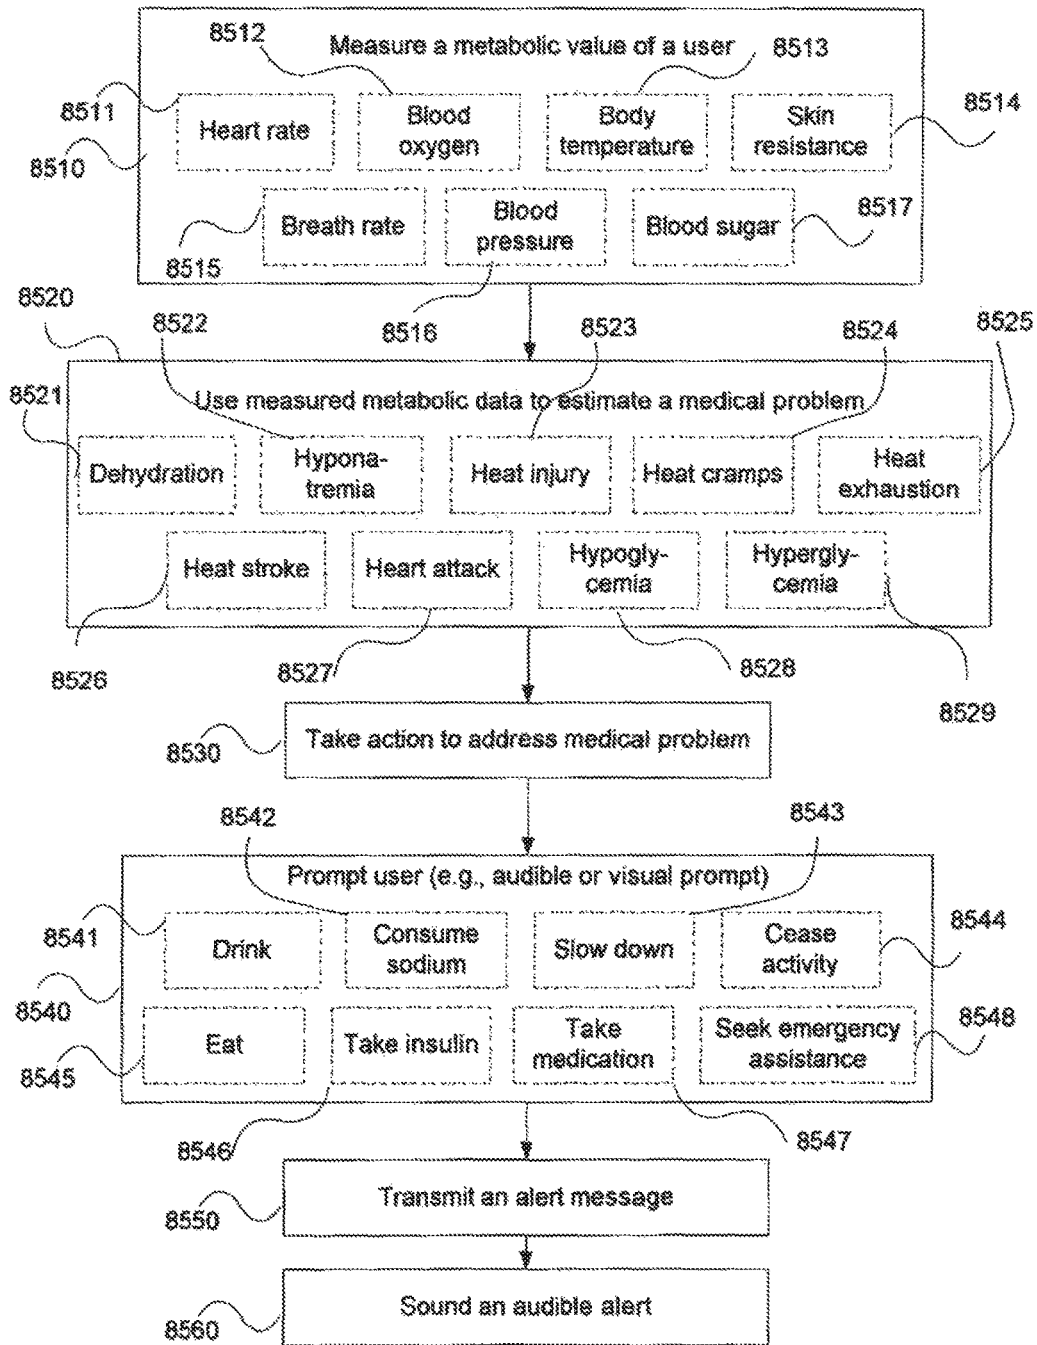 8512
Measure a metabolic value of a user
8513
8511
8514
Heart rate
Blood
oxygen
Body
temperature
Skin
resistance
8510
8515
Breath rate
Blood
pressure
Blood sugar
8517
8516
8520
8522
8523
8524
8525
Use measured metabolic data to estimate a medical problem
8521
Dehydration
Hypona-
tremia
Heat injury
Heat cramps
Heat
exhaustion
Heat stroke
Heart attack
Hypogly-
cemia
Hypergly-
cemia
8526
8527
8528
8529
8530
Take action to address medical problem
8542
8543
Prompt user (e.g., audible or visual prompt)
8541
Drink
Consume
sodium
Slow down
Cease
activity
8544
8540
8545
Eat
Take insulin
Take
medication
Seek emergency
assistance
8548
8546
8547
8550
Transmit an alert message
8560
Sound an audible alert